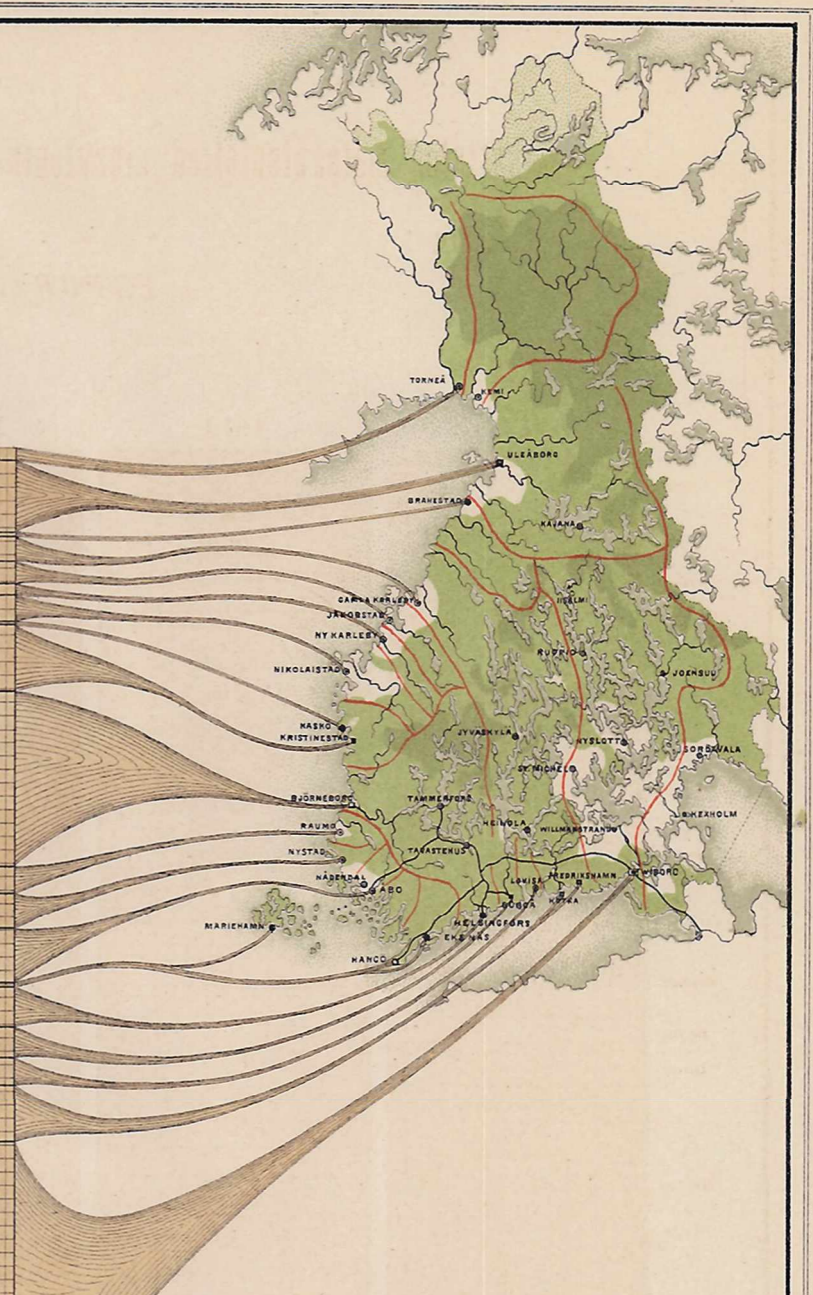 TORNEÅ
KEMI
ULEÅBORG
BRAHESTAD
KAJANA
GAMLA KARLEBY
JAKOBSTAD
IISALMI
NY KARLEBY
KUOPIO
NIKOLAISTAD
JOENSUU
KASKÖ
KRISTINESTAD
JYVÄSKYLÄ
NYSLOTT
SORDAVALA
ST. MICHEL
BJÖRNEBORG
TAMMERFORS
KEXHOLM
RAUMO
HEINOLA
WILLMANSTRAND
NYSTAD
TAVASTEHUS
NÅDENDAL
ÅBO
LOVISA
FREDRIKSHAMN
WIBORG
BORGÅ
KOTKA
MARIEHAMN
HELSINGFORS
EKENÄS
HANGÖ